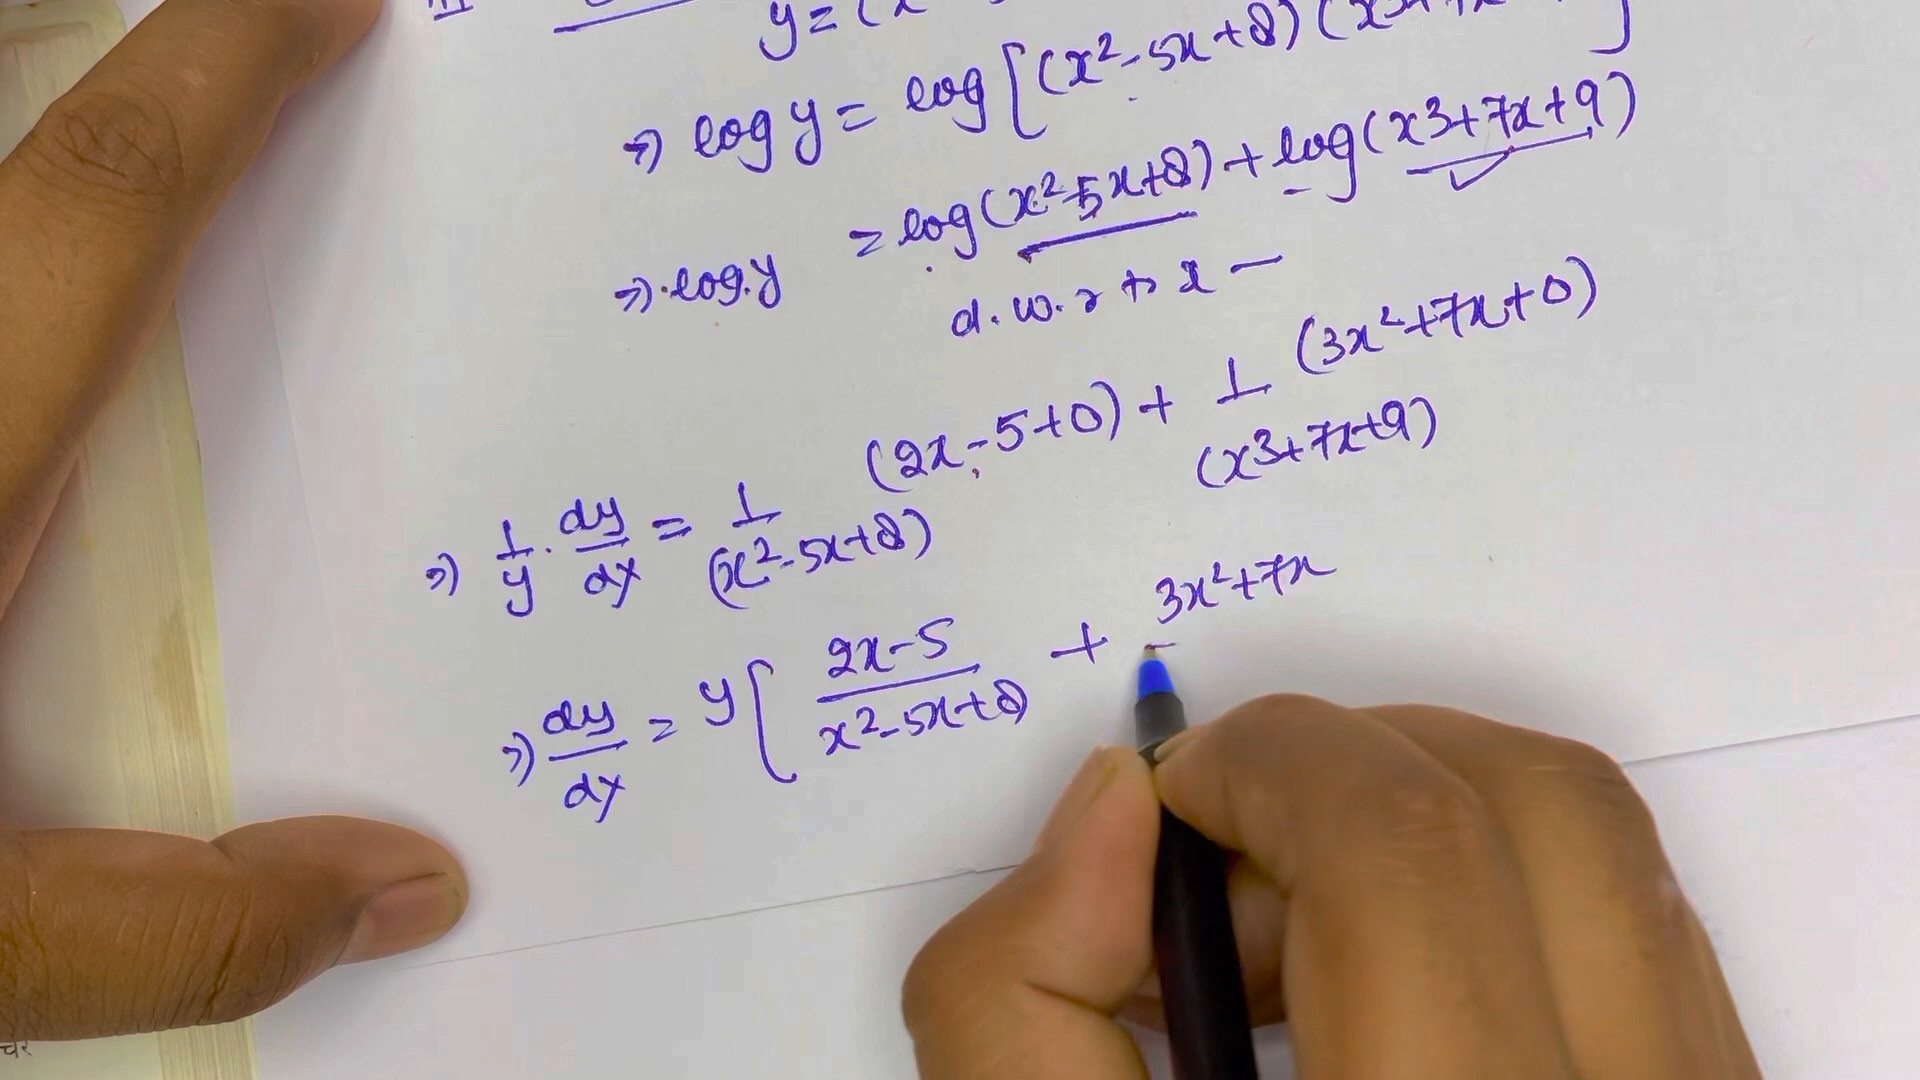 y = (x
⇒ log y = log [(x²-5x+8) (x3+7x
⇒ log y = log(x²-5x+8) + log(x3+7x+9)
d.w.r to x —
⇒ 1/y . dy/dx = 1/(x²-5x+8) (2x-5+0) + 1/(x3+7x+9) (3x²+7x+0)
⇒ dy/dx = y [ 2x-5/x²-5x+8 + 3x²+7x